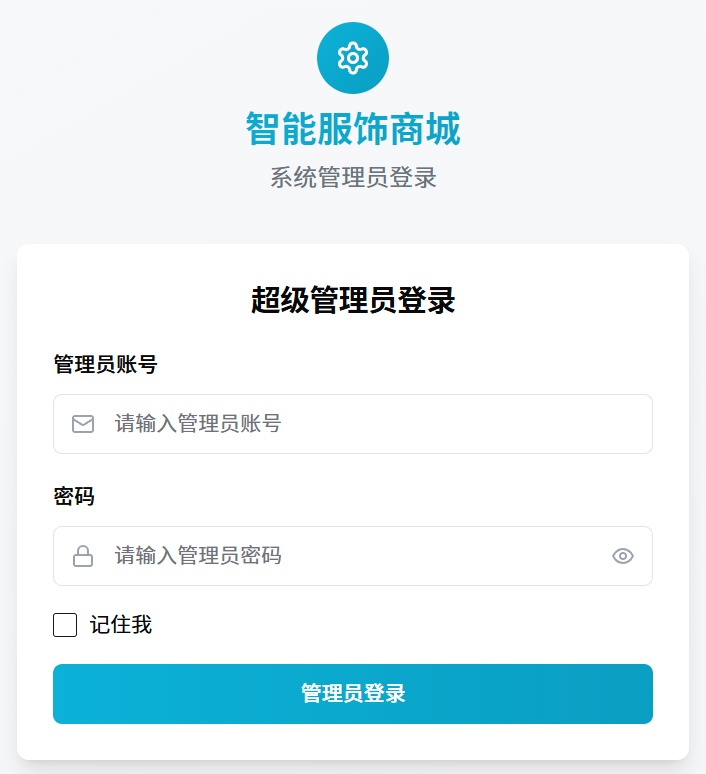 智能服饰商城
系统管理员登录
超级管理员登录
管理员账号
请输入管理员账号
密码
请输入管理员密码
记住我
管理员登录